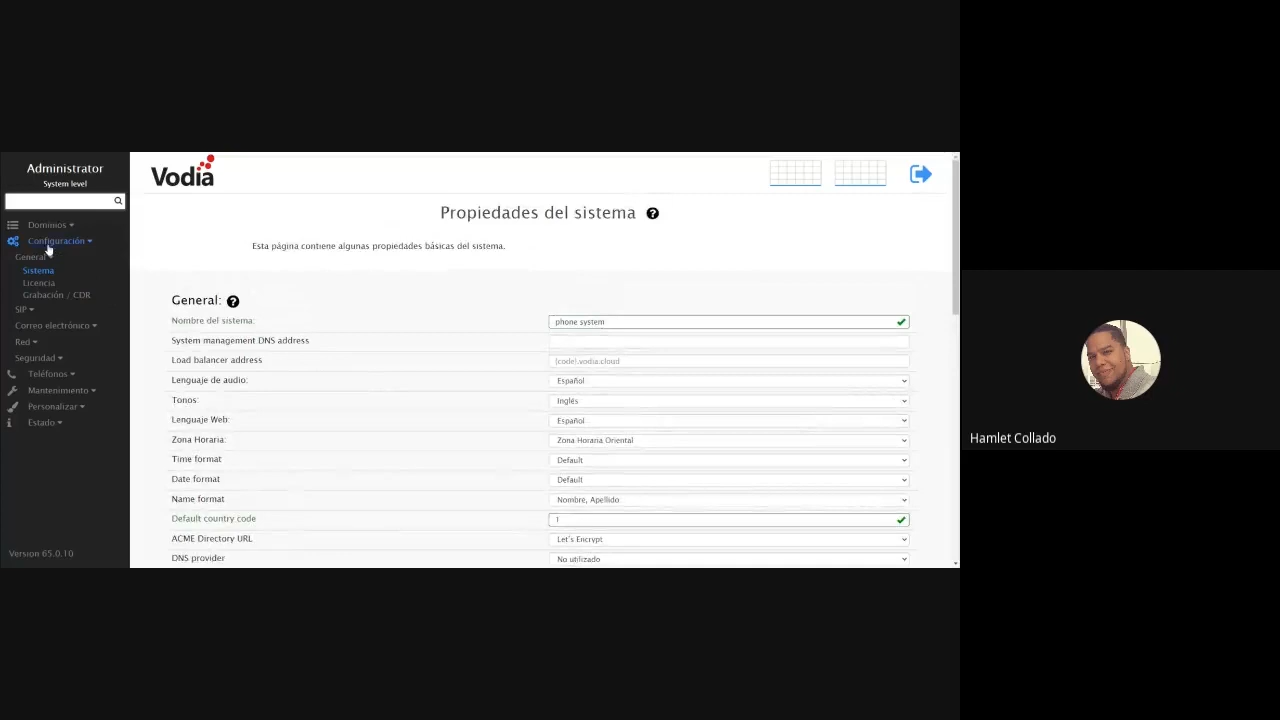 Administrator
System level
Dominios
Configuración
General
Sistema
Licencia
Grabación / CDR
SIP
Correo electrónico
Red
Seguridad
Teléfonos
Mantenimiento
Personalizar
Estado
Version 65.0.10
Vodia
Propiedades del sistema
Esta página contiene algunas propiedades básicas del sistema.
General:
Nombre del sistema: phone system
System management DNS address
Load balancer address {code}.vodia.cloud
Lenguaje de audio: Español
Tonos: Inglés
Lenguaje Web: Español
Zona Horaria: Zona Horaria Oriental
Time format Default
Date format Default
Name format Nombre, Apellido
Default country code 1
ACME Directory URL Let's Encrypt
DNS provider No utilizado
Hamlet Collado